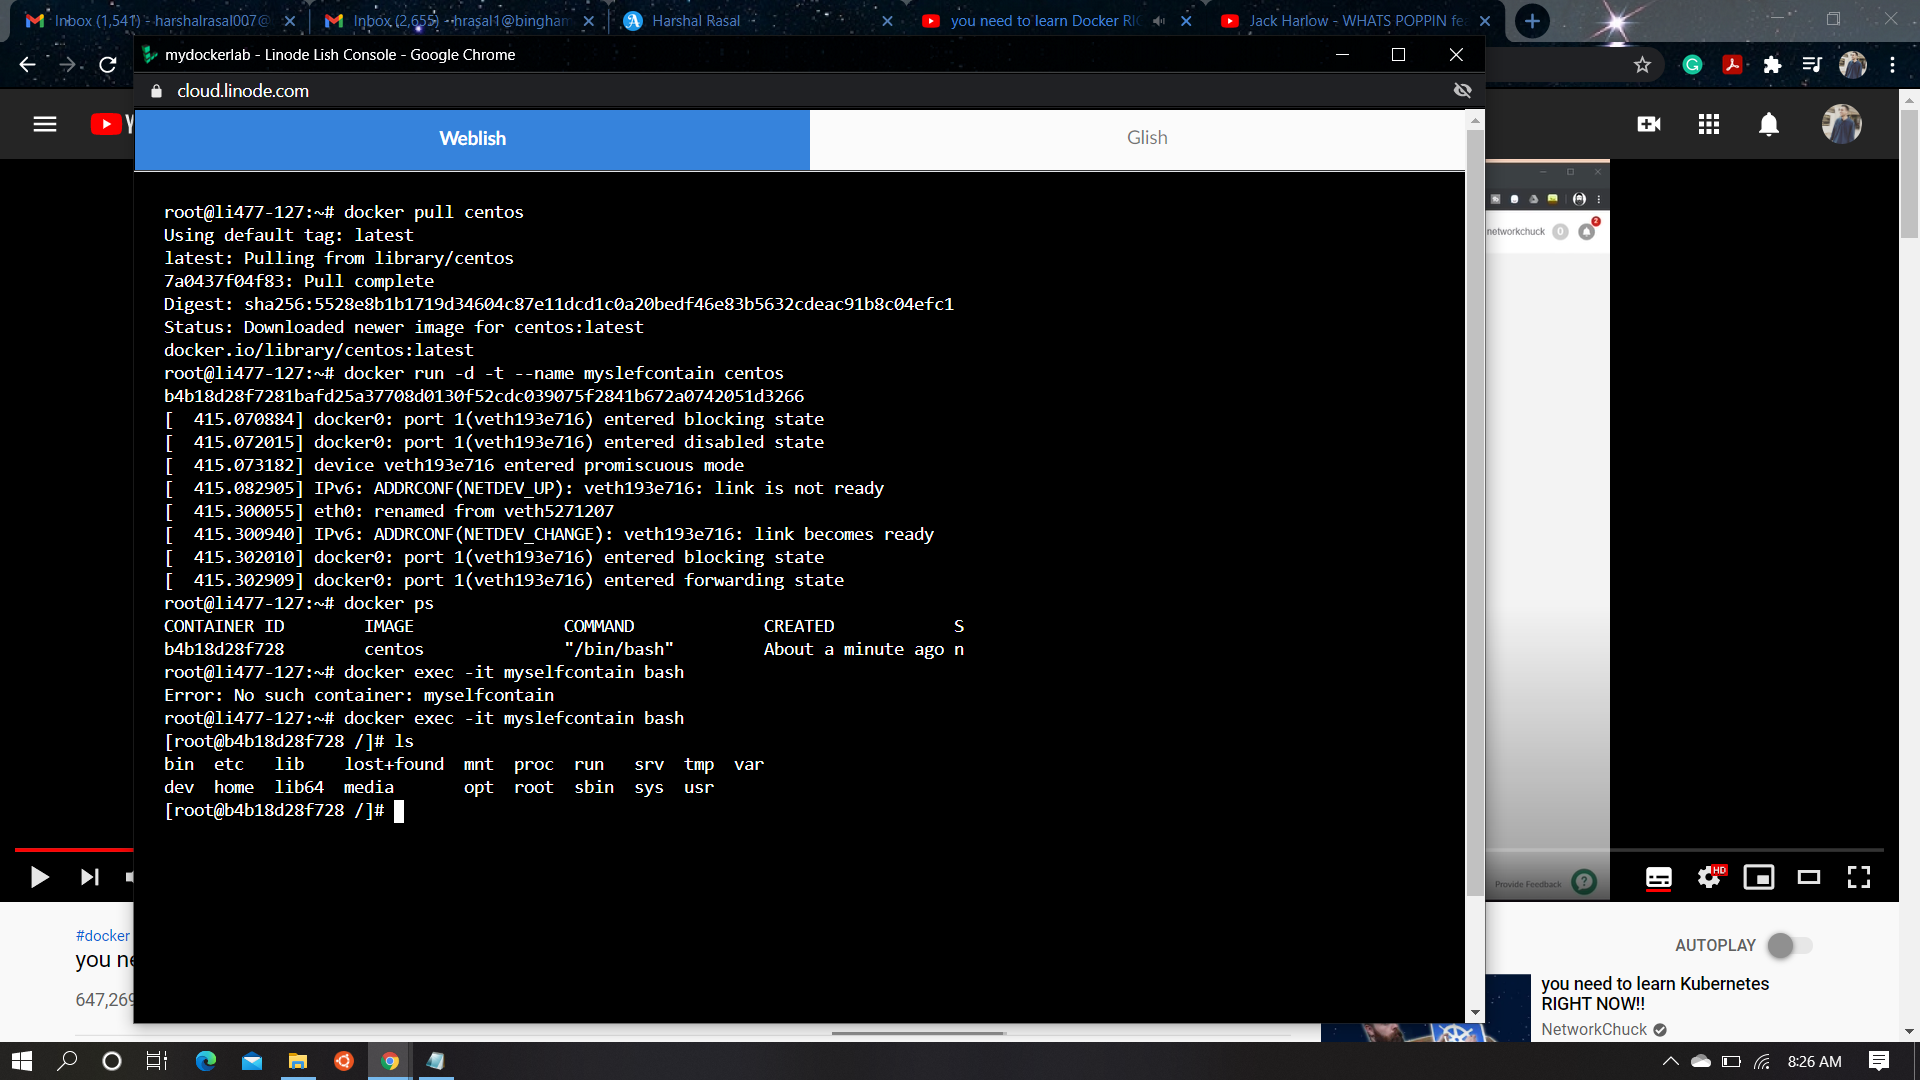 Inbox (1,541) - harshalrasal007@
Inbox (2,655) - hrasal1@bingham
Harshal Rasal
you need to learn Docker RI
Jack Harlow - WHATS POPPIN fe
mydockerlab - Linode Lish Console - Google Chrome
cloud.linode.com
Weblish
Glish
root@li477-127:~# docker pull centos
Using default tag: latest
latest: Pulling from library/centos
7a0437f04f83: Pull complete
Digest: sha256:5528e8b1b1719d34604c87e11dcd1c0a20bedf46e83b5632cdeac91b8c04efc1
Status: Downloaded newer image for centos:latest
docker.io/library/centos:latest
root@li477-127:~# docker run -d -t --name myslefcontain centos
b4b18d28f7281bafd25a37708d0130f52cdc039075f2841b672a0742051d3266
[  415.070884] docker0: port 1(veth193e716) entered blocking state
[  415.072015] docker0: port 1(veth193e716) entered disabled state
[  415.073182] device veth193e716 entered promiscuous mode
[  415.082905] IPv6: ADDRCONF(NETDEV_UP): veth193e716: link is not ready
[  415.300055] eth0: renamed from veth5271207
[  415.300940] IPv6: ADDRCONF(NETDEV_CHANGE): veth193e716: link becomes ready
[  415.302010] docker0: port 1(veth193e716) entered blocking state
[  415.302909] docker0: port 1(veth193e716) entered forwarding state
root@li477-127:~# docker ps
CONTAINER ID        IMAGE               COMMAND             CREATED            S
b4b18d28f728        centos              "/bin/bash"         About a minute ago n
root@li477-127:~# docker exec -it myselfcontain bash
Error: No such container: myselfcontain
root@li477-127:~# docker exec -it myslefcontain bash
[root@b4b18d28f728 /]# ls
bin  etc   lib    lost+found  mnt  proc  run   srv  tmp  var
dev  home  lib64  media       opt  root  sbin  sys  usr
[root@b4b18d28f728 /]#
networkchuck
0
2
Provide Feedback
?
HD
#docker
you ne
647,269
AUTOPLAY
you need to learn Kubernetes
RIGHT NOW!!
NetworkChuck
8:26 AM